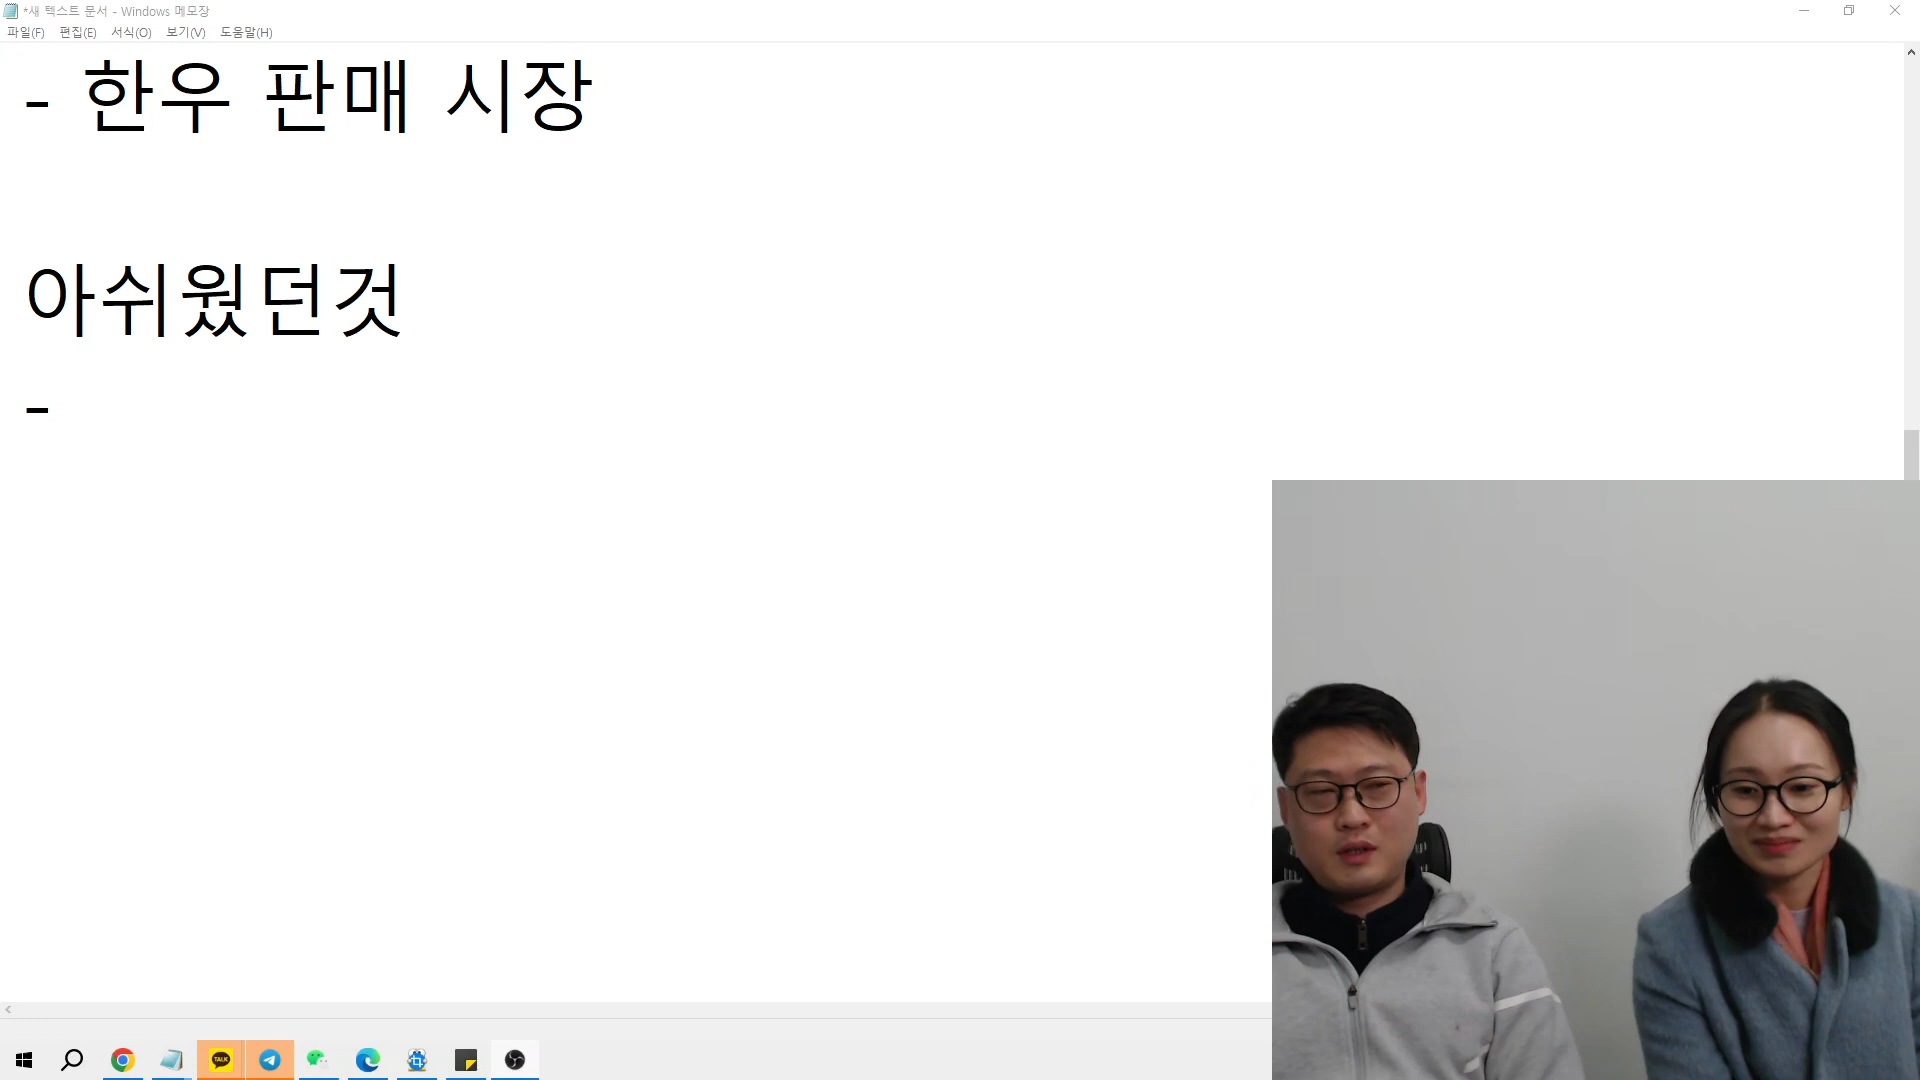 *새 텍스트 문서 - Windows 메모장
파일(F) 편집(E) 서식(O) 보기(V) 도움말(H)
- 한우 판매 시장
아쉬웠던것
-
TALK